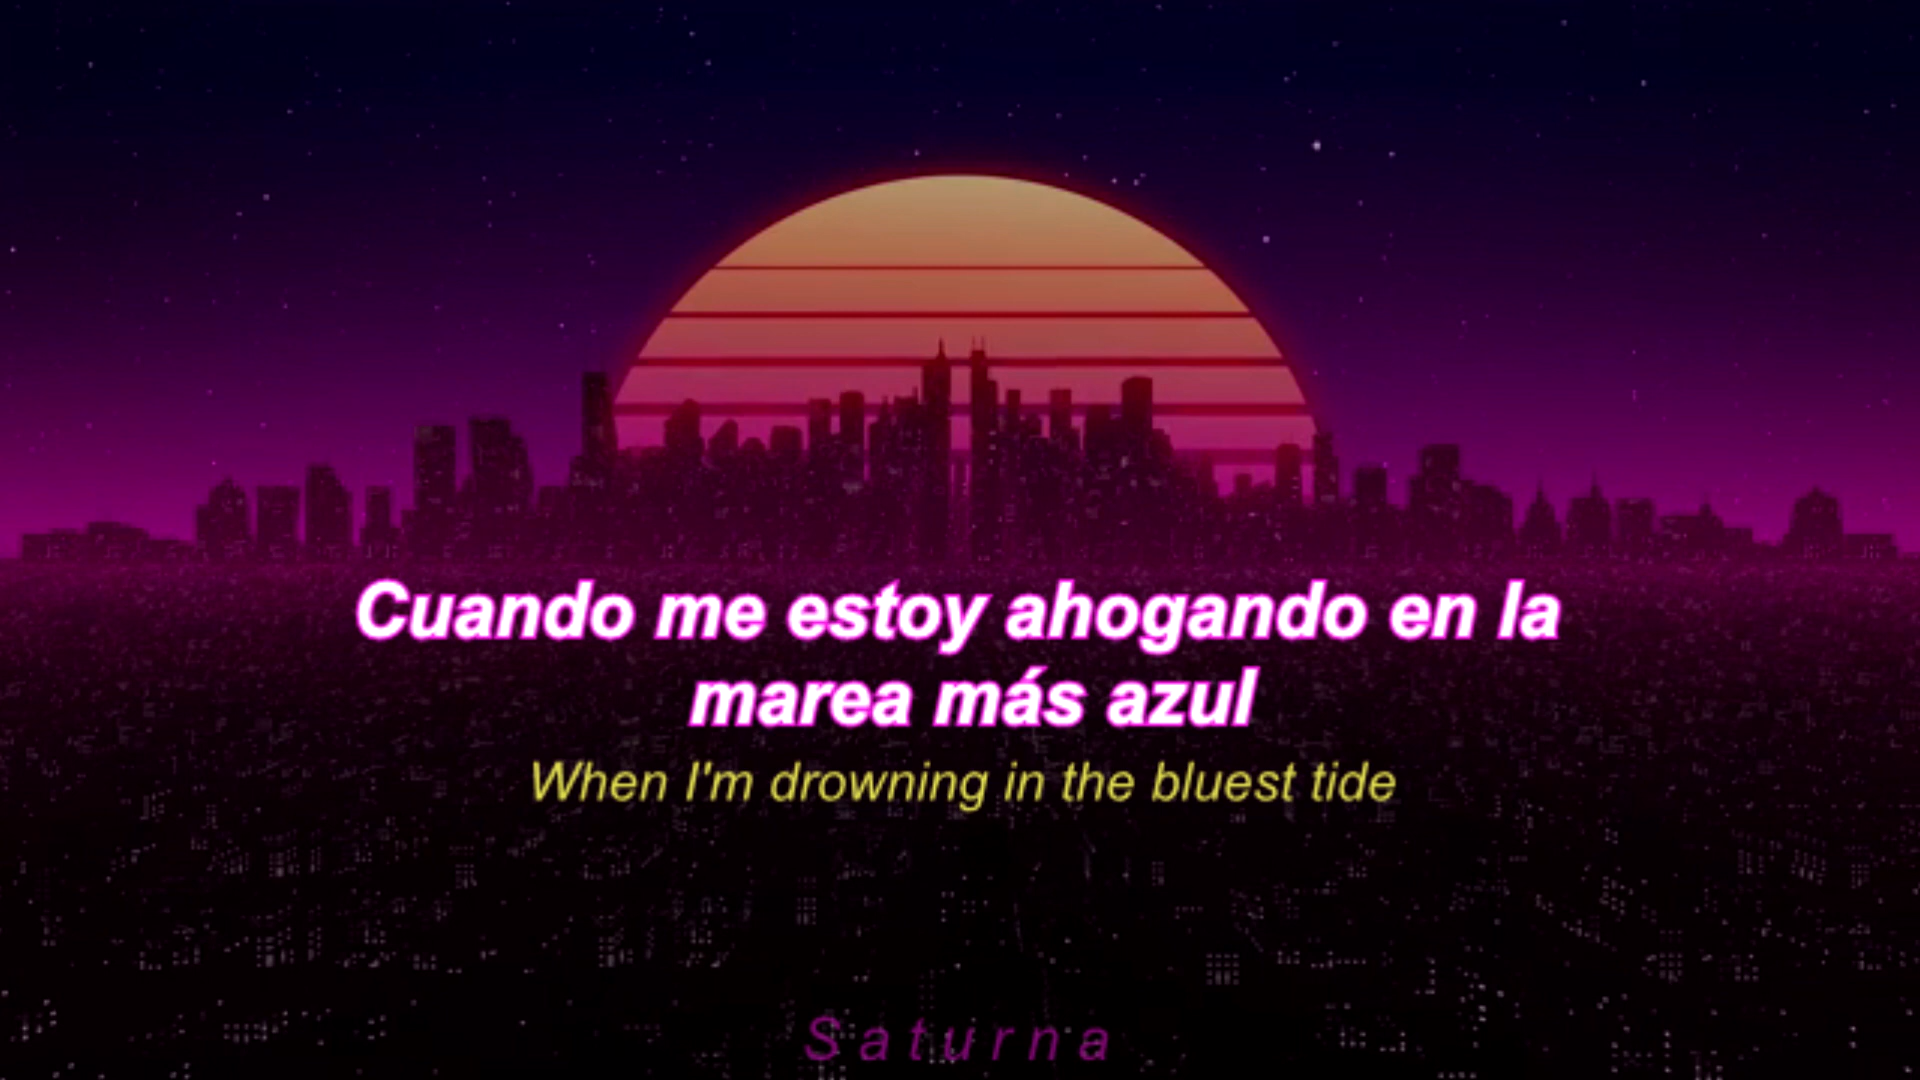 Cuando me estoy ahogando en la
marea más azul
When I'm drowning in the bluest tide
Saturna